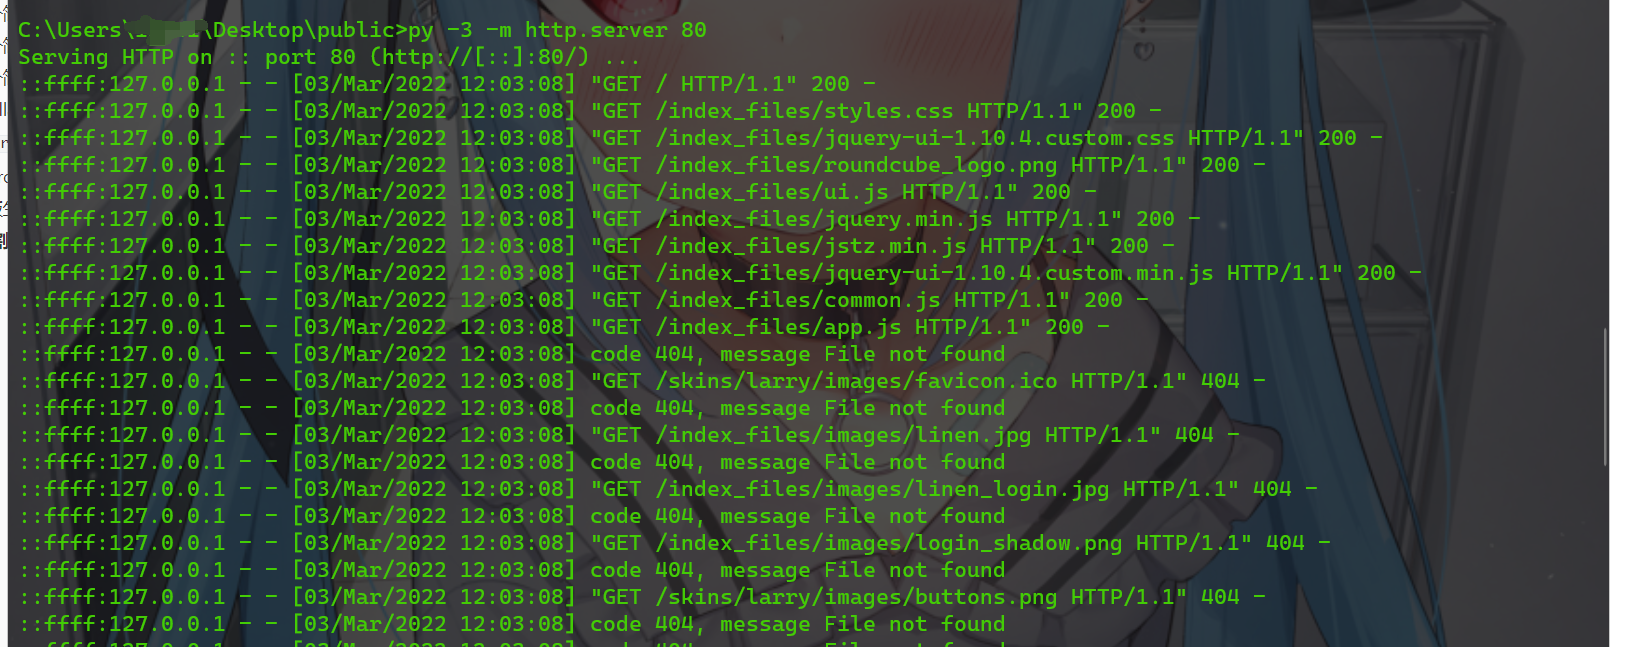 C:\Users\ \Desktop\public>py -3 -m http.server 80
Serving HTTP on :: port 80 (http://[::]:80/) ...
::ffff:127.0.0.1 - - [03/Mar/2022 12:03:08] "GET / HTTP/1.1" 200 -
::ffff:127.0.0.1 - - [03/Mar/2022 12:03:08] "GET /index_files/styles.css HTTP/1.1" 200 -
::ffff:127.0.0.1 - - [03/Mar/2022 12:03:08] "GET /index_files/jquery-ui-1.10.4.custom.css HTTP/1.1" 200 -
::ffff:127.0.0.1 - - [03/Mar/2022 12:03:08] "GET /index_files/roundcube_logo.png HTTP/1.1" 200 -
::ffff:127.0.0.1 - - [03/Mar/2022 12:03:08] "GET /index_files/ui.js HTTP/1.1" 200 -
::ffff:127.0.0.1 - - [03/Mar/2022 12:03:08] "GET /index_files/jquery.min.js HTTP/1.1" 200 -
::ffff:127.0.0.1 - - [03/Mar/2022 12:03:08] "GET /index_files/jstz.min.js HTTP/1.1" 200 -
::ffff:127.0.0.1 - - [03/Mar/2022 12:03:08] "GET /index_files/jquery-ui-1.10.4.custom.min.js HTTP/1.1" 200 -
::ffff:127.0.0.1 - - [03/Mar/2022 12:03:08] "GET /index_files/common.js HTTP/1.1" 200 -
::ffff:127.0.0.1 - - [03/Mar/2022 12:03:08] "GET /index_files/app.js HTTP/1.1" 200 -
::ffff:127.0.0.1 - - [03/Mar/2022 12:03:08] code 404, message File not found
::ffff:127.0.0.1 - - [03/Mar/2022 12:03:08] "GET /skins/larry/images/favicon.ico HTTP/1.1" 404 -
::ffff:127.0.0.1 - - [03/Mar/2022 12:03:08] code 404, message File not found
::ffff:127.0.0.1 - - [03/Mar/2022 12:03:08] "GET /index_files/images/linen.jpg HTTP/1.1" 404 -
::ffff:127.0.0.1 - - [03/Mar/2022 12:03:08] code 404, message File not found
::ffff:127.0.0.1 - - [03/Mar/2022 12:03:08] "GET /index_files/images/linen_login.jpg HTTP/1.1" 404 -
::ffff:127.0.0.1 - - [03/Mar/2022 12:03:08] code 404, message File not found
::ffff:127.0.0.1 - - [03/Mar/2022 12:03:08] "GET /index_files/images/login_shadow.png HTTP/1.1" 404 -
::ffff:127.0.0.1 - - [03/Mar/2022 12:03:08] code 404, message File not found
::ffff:127.0.0.1 - - [03/Mar/2022 12:03:08] "GET /skins/larry/images/buttons.png HTTP/1.1" 404 -
::ffff:127.0.0.1 - - [03/Mar/2022 12:03:08] code 404, message File not found